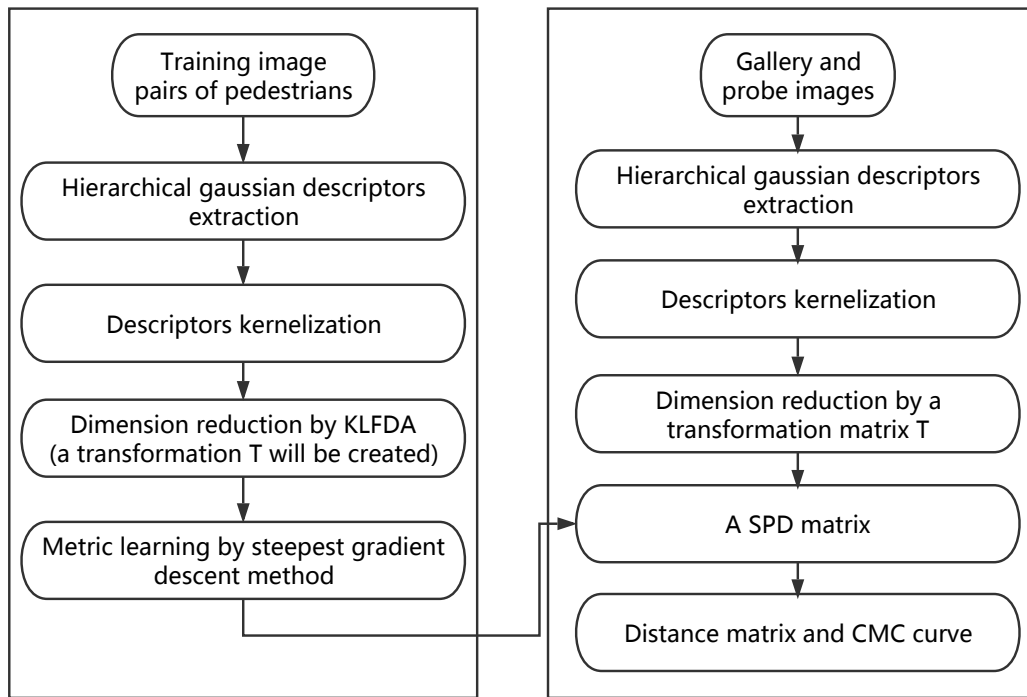 Training image
pairs of pedestrians
Hierarchical gaussian descriptors
extraction
Descriptors kernelization
Dimension reduction by KLFDA
(a transformation T will be created)
Metric learning by steepest gradient
descent method
Gallery and
probe images
Hierarchical gaussian descriptors
extraction
Descriptors kernelization
Dimension reduction by a
transformation matrix T
A SPD matrix
Distance matrix and CMC curve